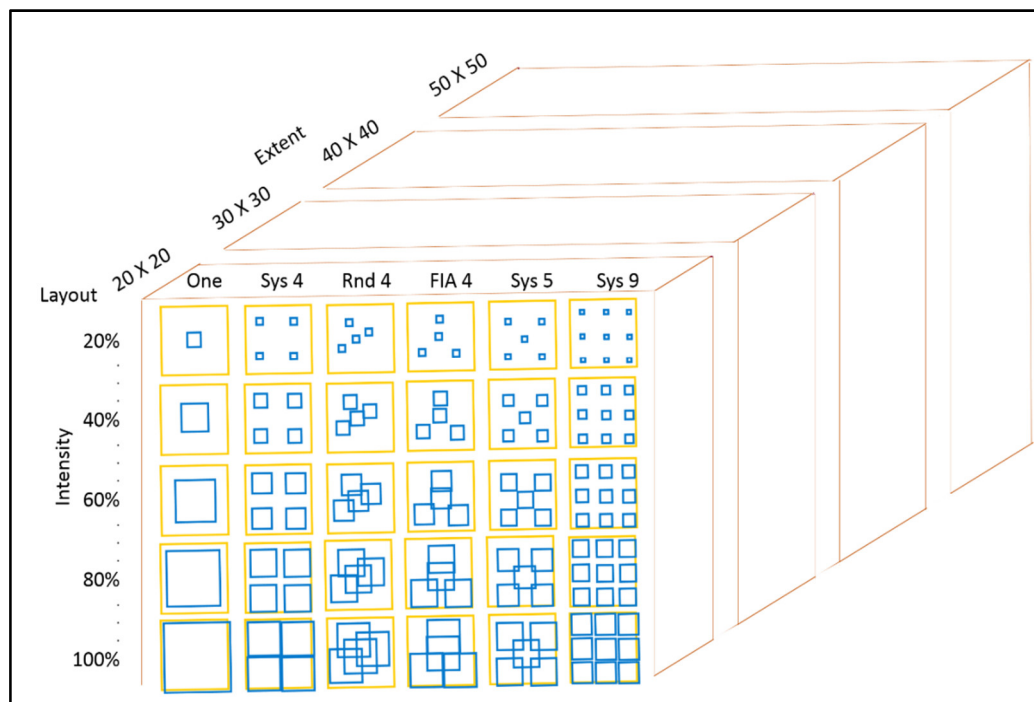 50 X 50
40 X 40
Extent
30 X 30
20 X 20
Layout One Sys 4 Rnd 4 FIA 4 Sys 5 Sys 9
20%
40%
Intensity
60%
80%
100%